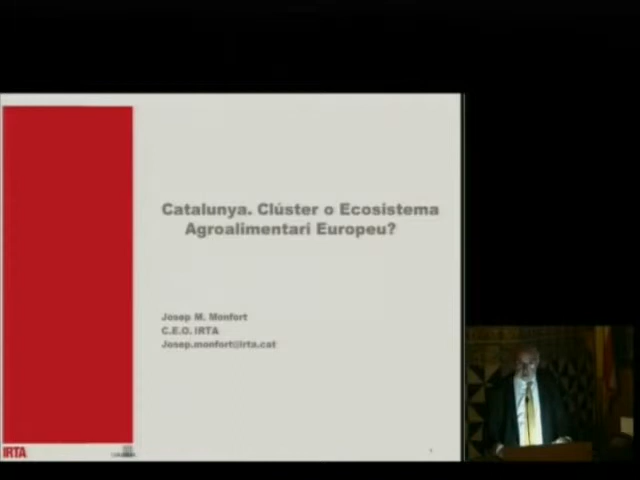 Catalunya. Clúster o Ecosistema
Agroalimentari Europeu?
Josep M. Monfort
C.E.O. IRTA
Josep.monfort@irta.cat
IRTA